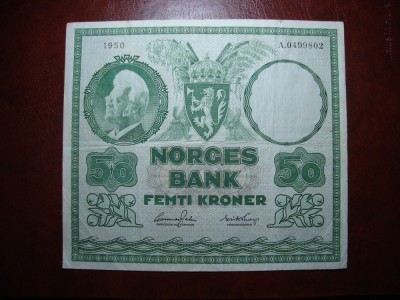 1950 A.0499802
50 NORGES 50
BANK
FEMTI KRONER